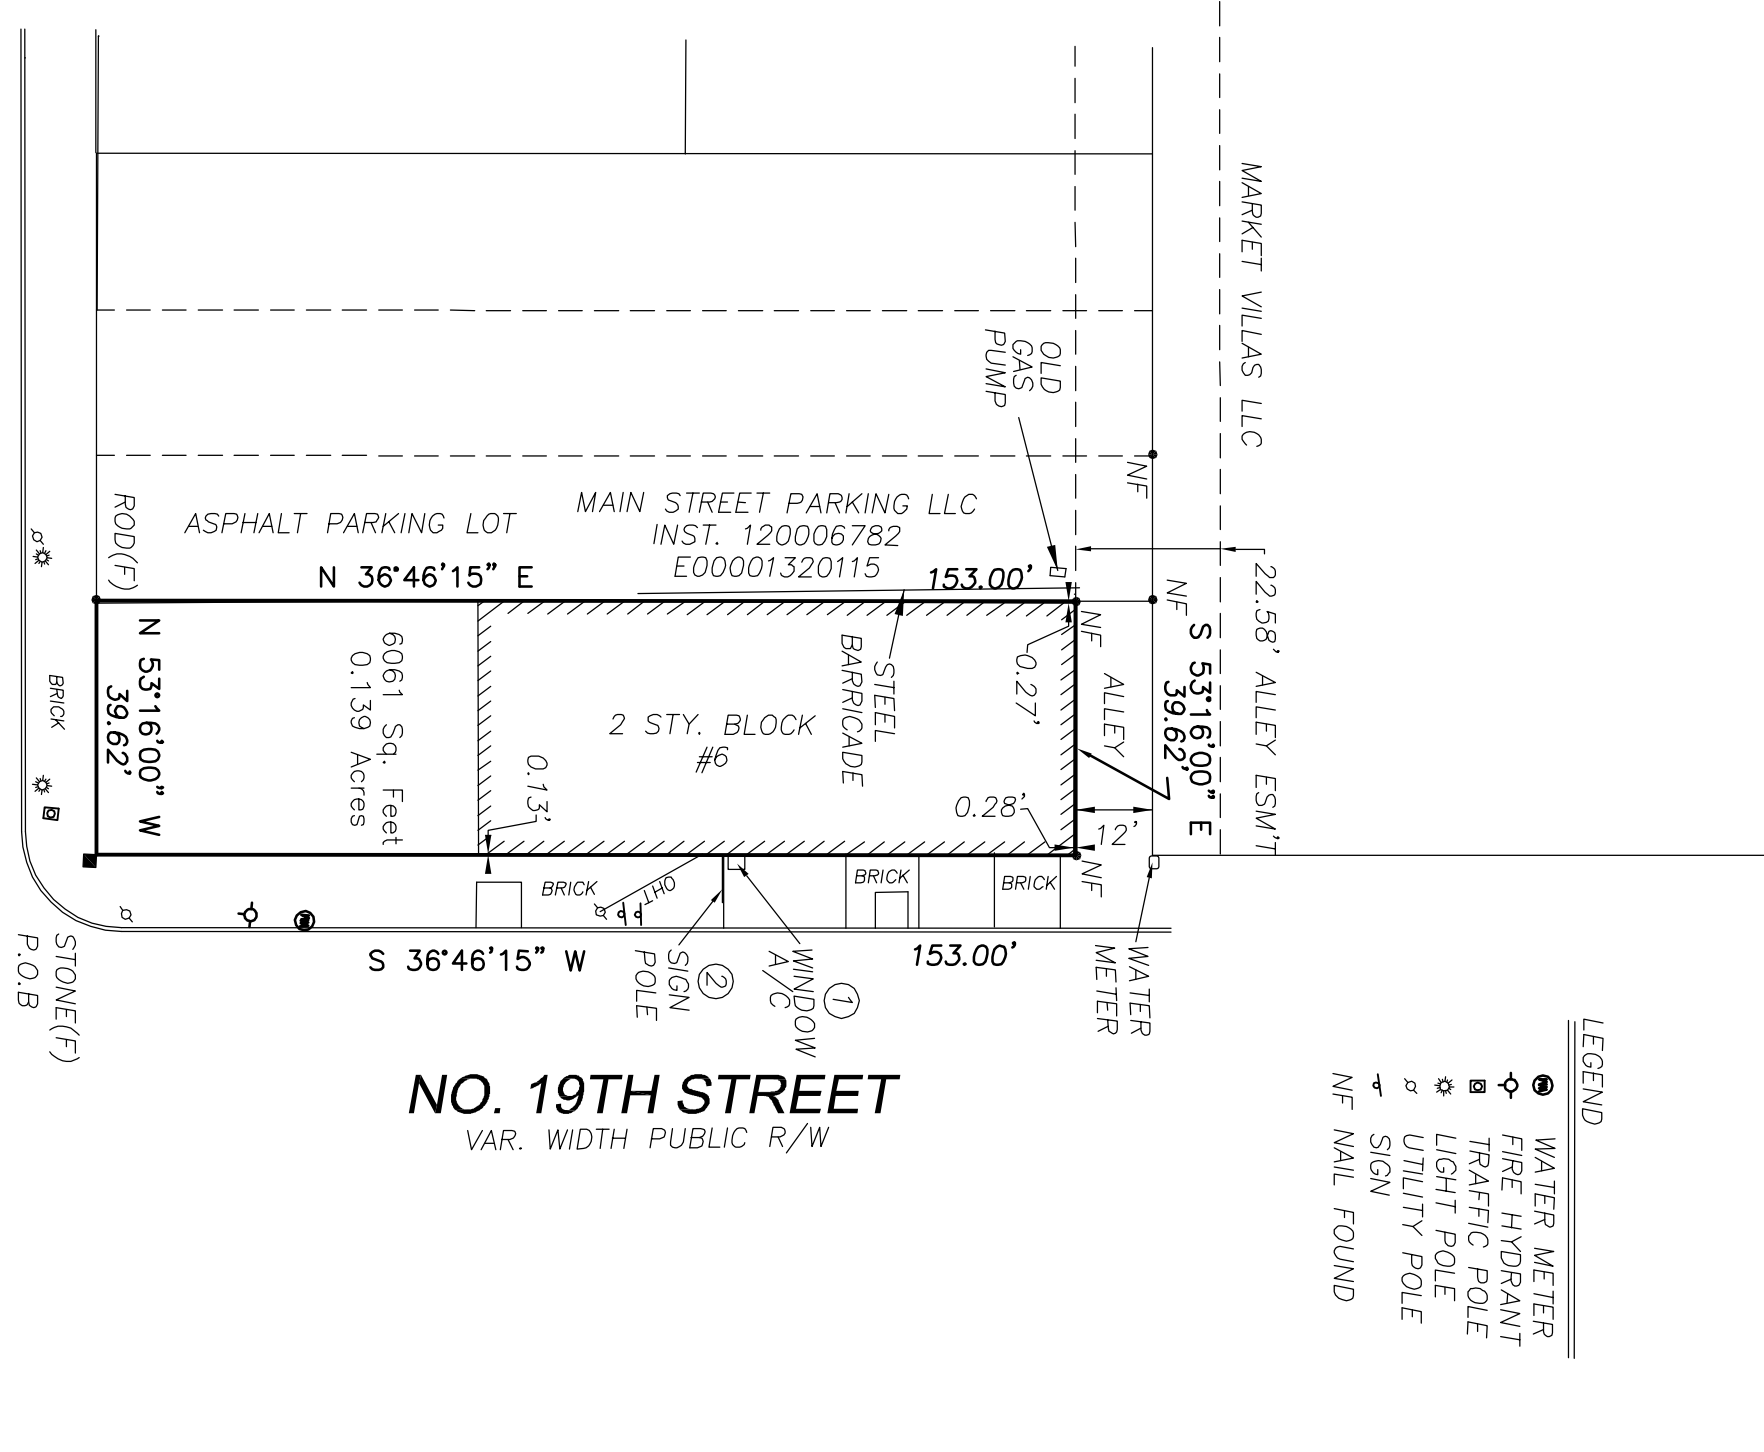 MARKET VILLAS LLC
OLD
GAS
PUMP
NF
ROD(F)
ASPHALT PARKING LOT
MAIN STREET PARKING LLC
INST. 120006782
E00001320115
N 36°46'15" E
153.00'
NF
22.58' ALLEY ESM'T
BRICK
N 53°16'00" W
39.62'
6061 Sq. Feet
0.139 Acres
2 STY. BLOCK
#6
STEEL
BARRICADE
0.27'
NF
ALLEY
S 53°16'00" E
39.62'
0.13'
0.28'
12'
BRICK
OHT
BRICK
BRICK
NF
STONE(F)
P.O.B
S 36°46'15" W
SIGN
POLE
2
WINDOW
A/C
1
153.00'
WATER
METER
NO. 19TH STREET
VAR. WIDTH PUBLIC R/W
LEGEND
WATER METER
FIRE HYDRANT
TRAFFIC POLE
LIGHT POLE
UTILITY POLE
SIGN
NF NAIL FOUND